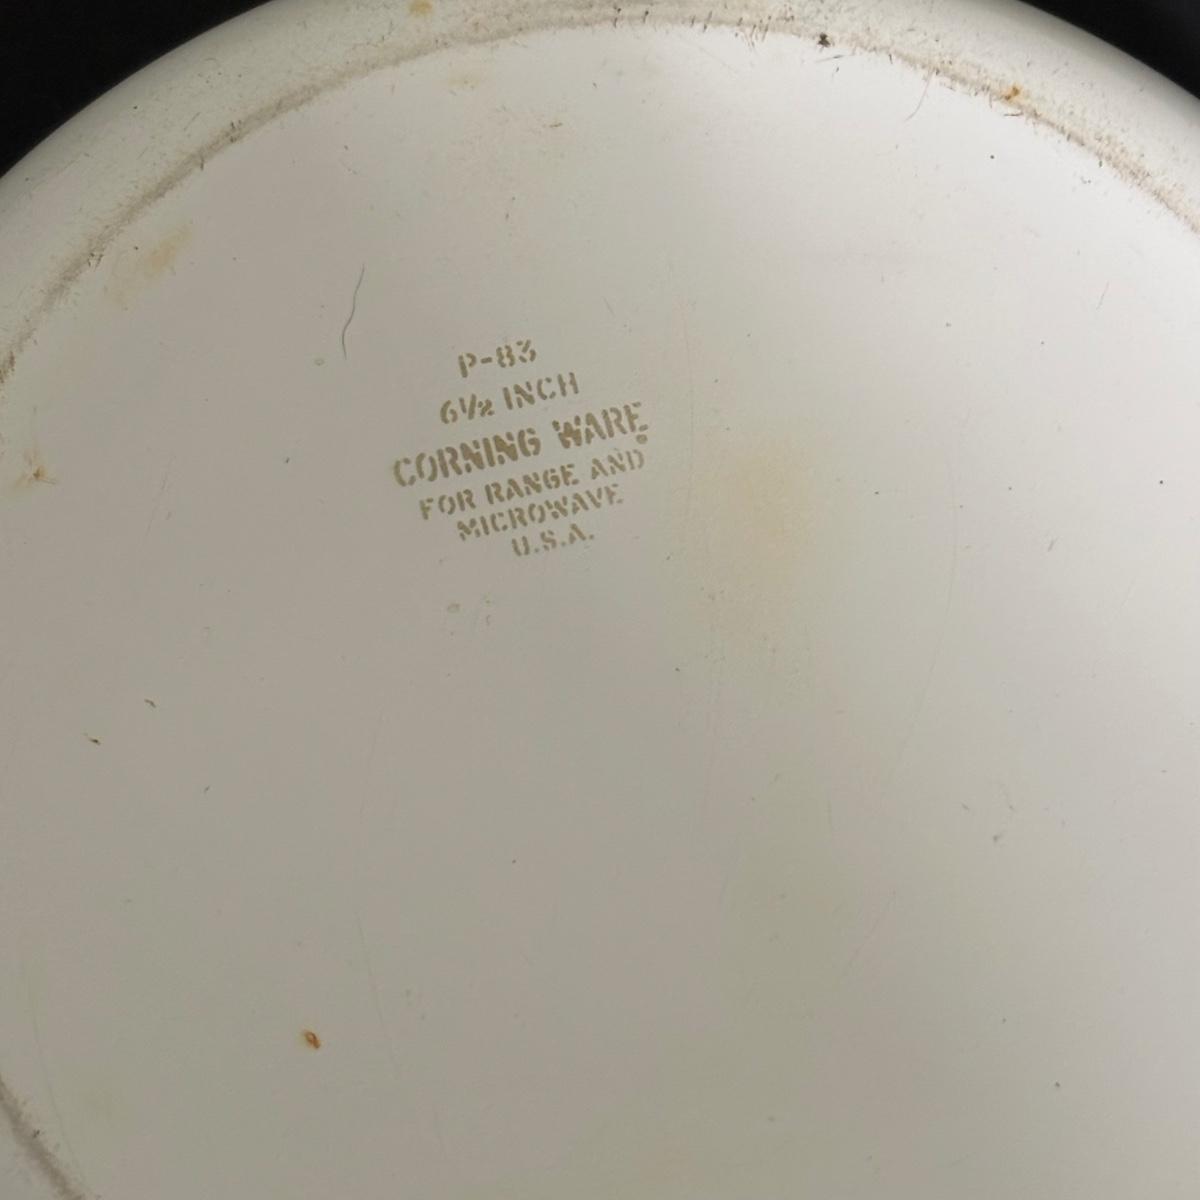 P-83
6½ INCH
CORNING WARE®
FOR RANGE AND
MICROWAVE
U.S.A.